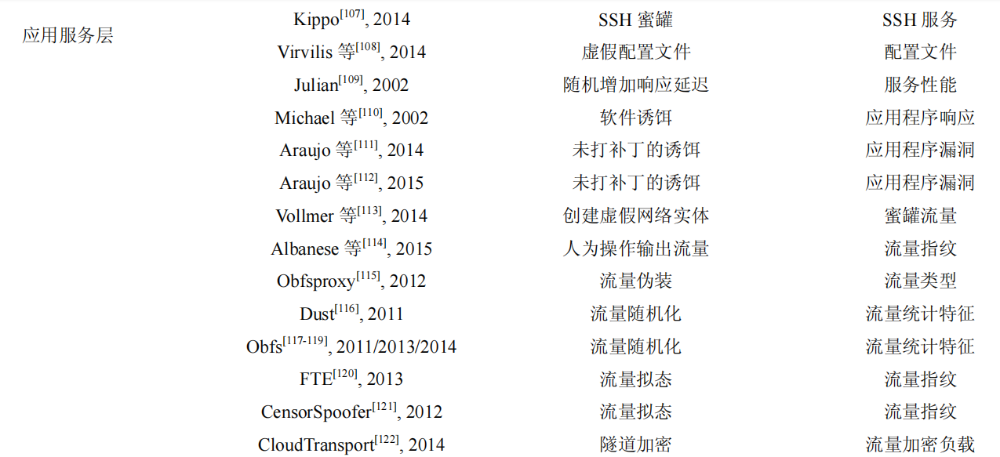 Kippo[107], 2014 SSH 蜜罐 SSH 服务
应用服务层
Virvilis 等[108], 2014 虚假配置文件 配置文件
Julian[109], 2002 随机增加响应延迟 服务性能
Michael 等[110], 2002 软件诱饵 应用程序响应
Araujo 等[111], 2014 未打补丁的诱饵 应用程序漏洞
Araujo 等[112], 2015 未打补丁的诱饵 应用程序漏洞
Vollmer 等[113], 2014 创建虚假网络实体 蜜罐流量
Albanese 等[114], 2015 人为操作输出流量 流量指纹
Obfsproxy[115], 2012 流量伪装 流量类型
Dust[116], 2011 流量随机化 流量统计特征
Obfs[117-119], 2011/2013/2014 流量随机化 流量统计特征
FTE[120], 2013 流量拟态 流量指纹
CensorSpoofer[121], 2012 流量拟态 流量指纹
CloudTransport[122], 2014 隧道加密 流量加密负载